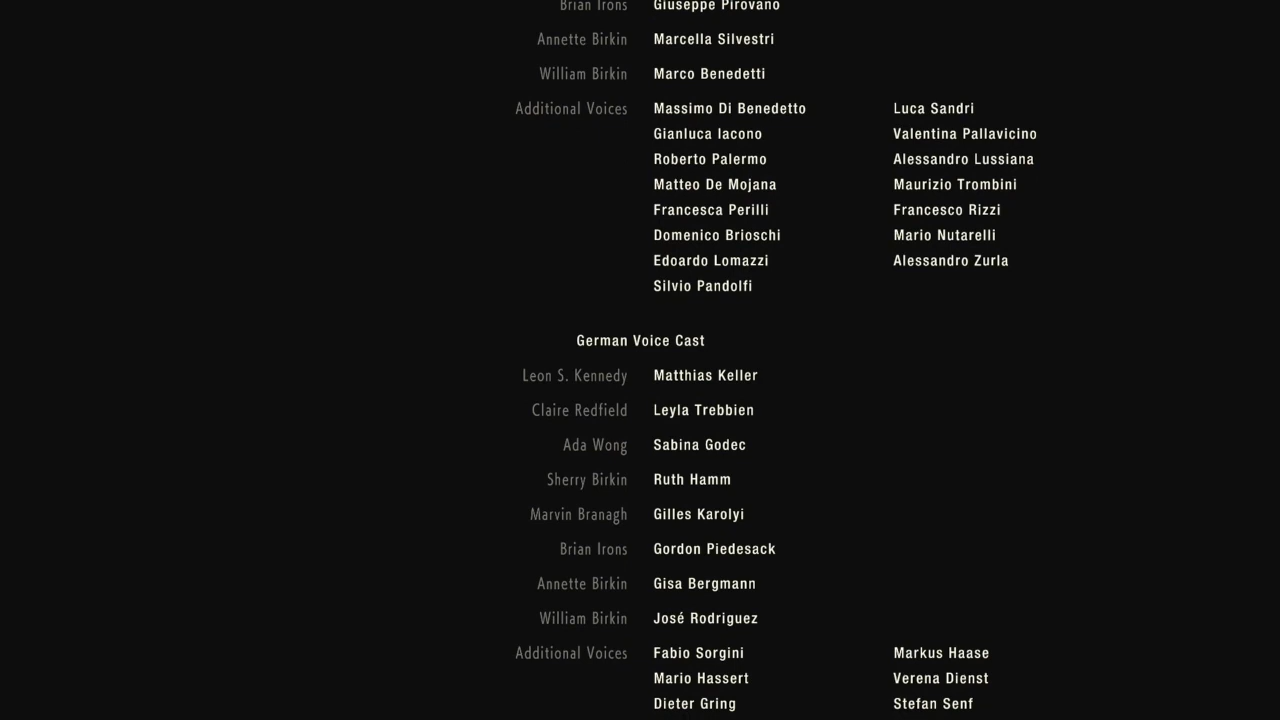 Brian Irons Giuseppe Pirovano
Annette Birkin Marcella Silvestri
William Birkin Marco Benedetti
Additional Voices Massimo Di Benedetto Luca Sandri
Gianluca Iacono Valentina Pallavicino
Roberto Palermo Alessandro Lussiana
Matteo De Mojana Maurizio Trombini
Francesca Perilli Francesco Rizzi
Domenico Brioschi Mario Nutarelli
Edoardo Lomazzi Alessandro Zurla
Silvio Pandolfi
German Voice Cast
Leon S. Kennedy Matthias Keller
Claire Redfield Leyla Trebbien
Ada Wong Sabina Godec
Sherry Birkin Ruth Hamm
Marvin Branagh Gilles Karolyi
Brian Irons Gordon Piedesack
Annette Birkin Gisa Bergmann
William Birkin José Rodriguez
Additional Voices Fabio Sorgini Markus Haase
Mario Hassert Verena Dienst
Dieter Gring Stefan Senf